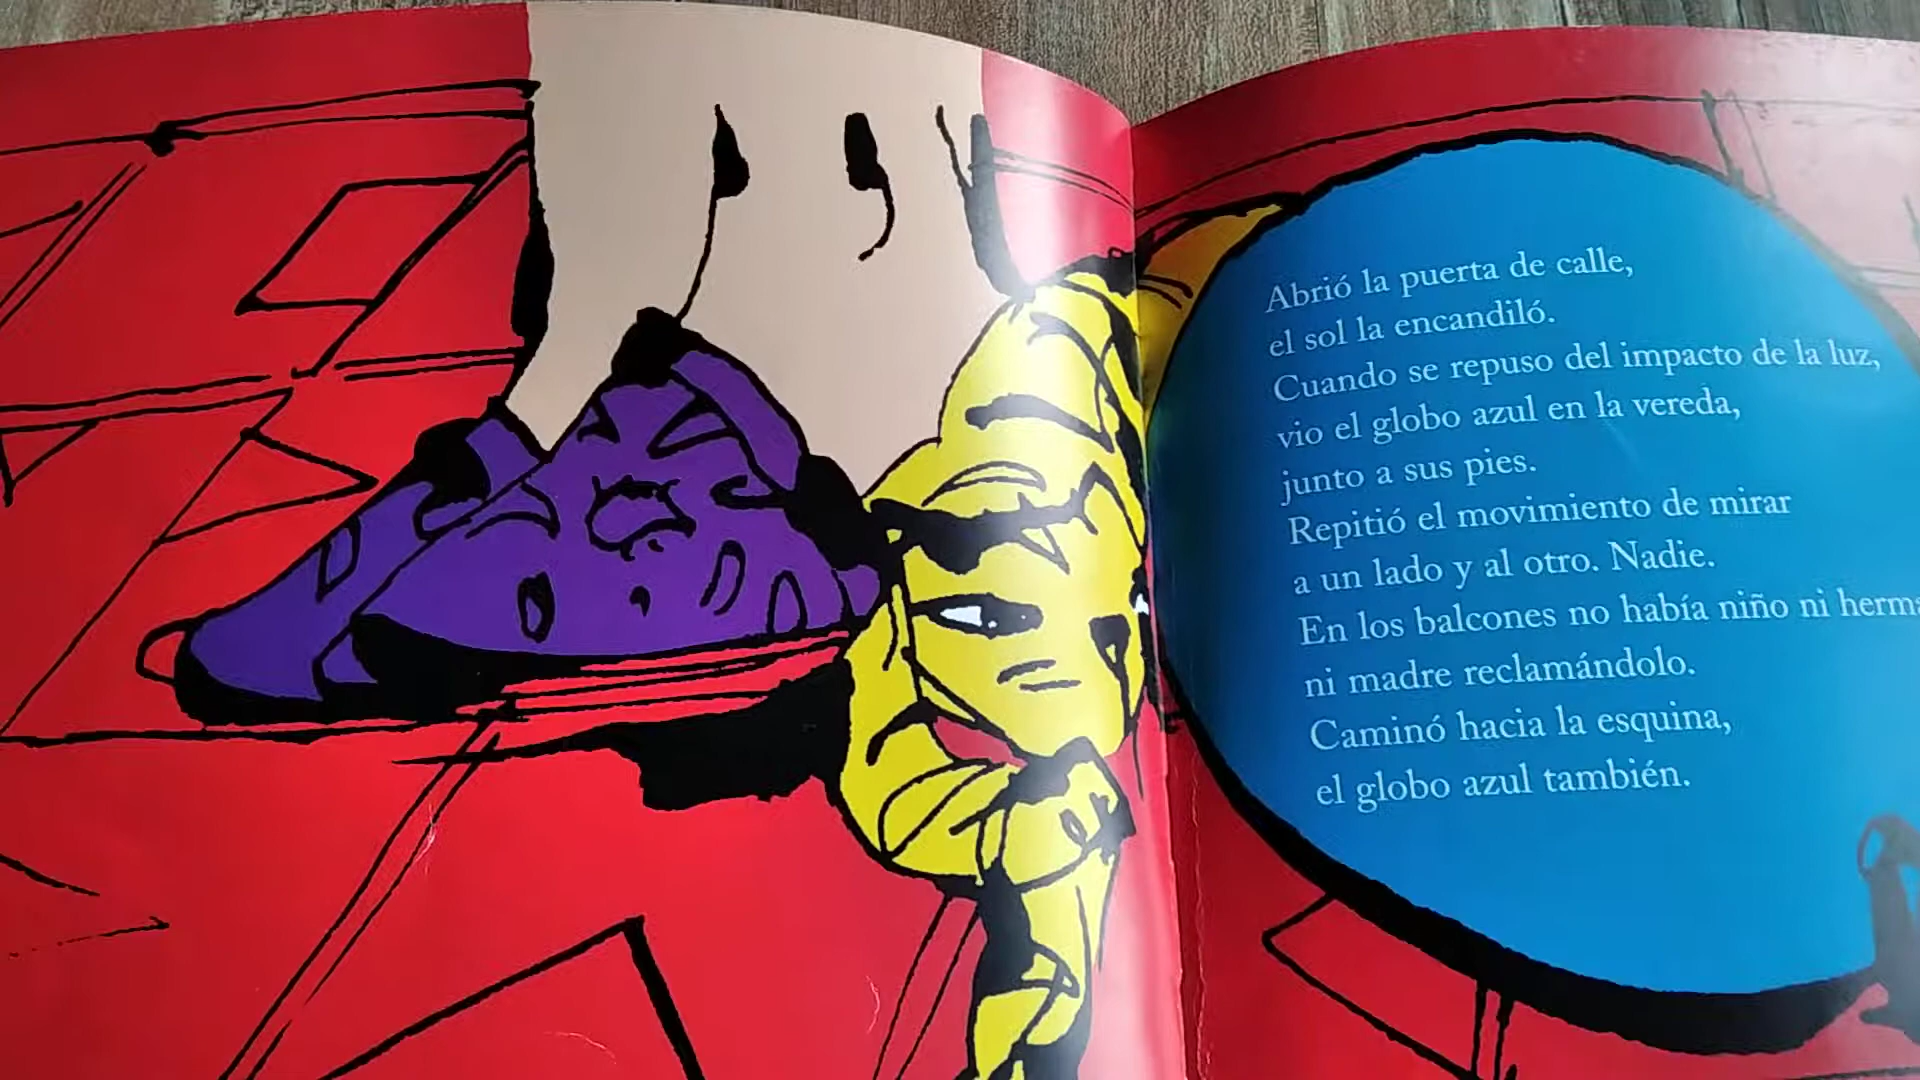 Abrió la puerta de calle,
el sol la encandiló.
Cuando se repuso del impacto de la luz,
vio el globo azul en la vereda,
junto a sus pies.
Repitió el movimiento de mirar
a un lado y al otro. Nadie.
En los balcones no había niño ni
ni madre reclamándolo.
Caminó hacia la esquina,
el globo azul también.